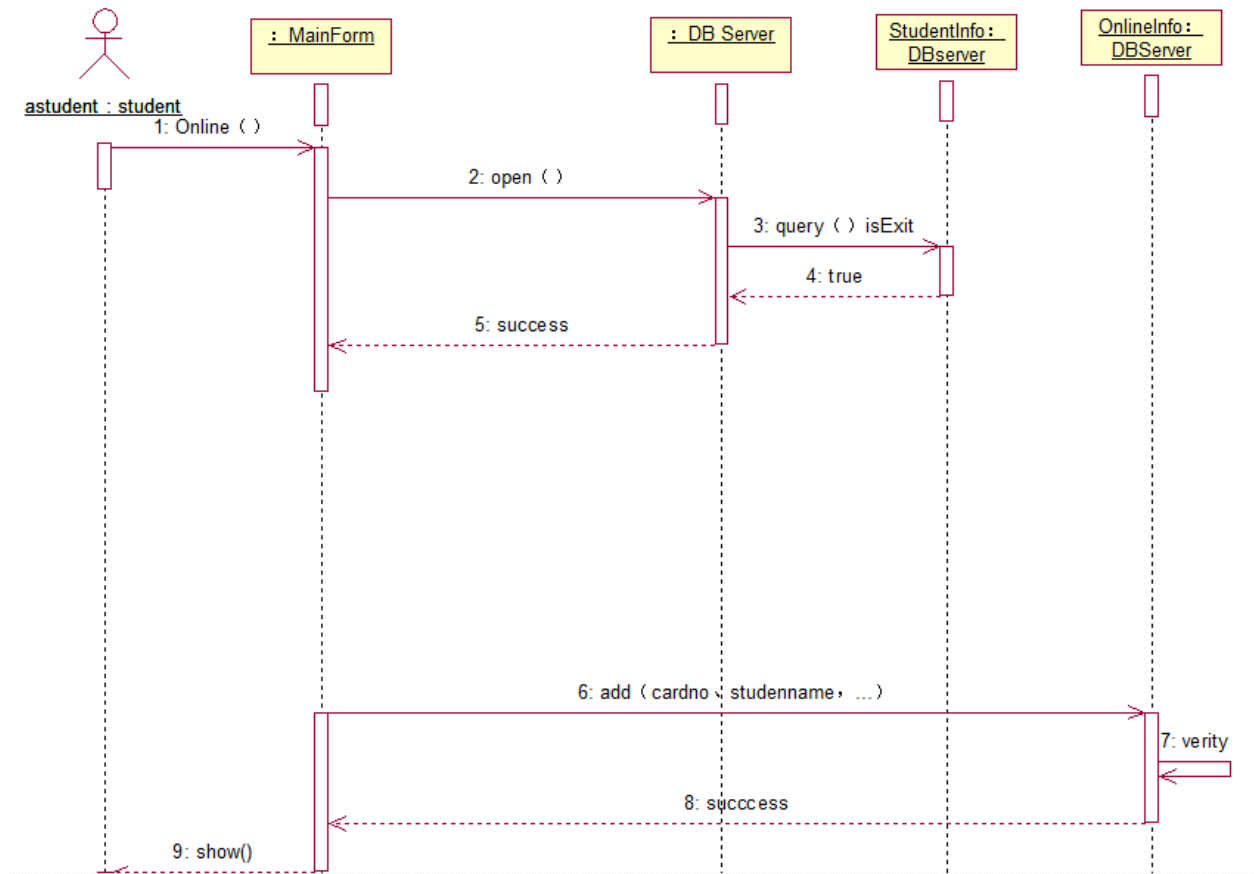 : MainForm
: DB Server
StudentInfo：
DBserver
OnlineInfo：
DBServer
astudent : student
1: Online（）
2: open（）
3: query（）isExit
4: true
5: success
6: add（cardno、studenname，...）
7: verity
8: succcess
9: show()